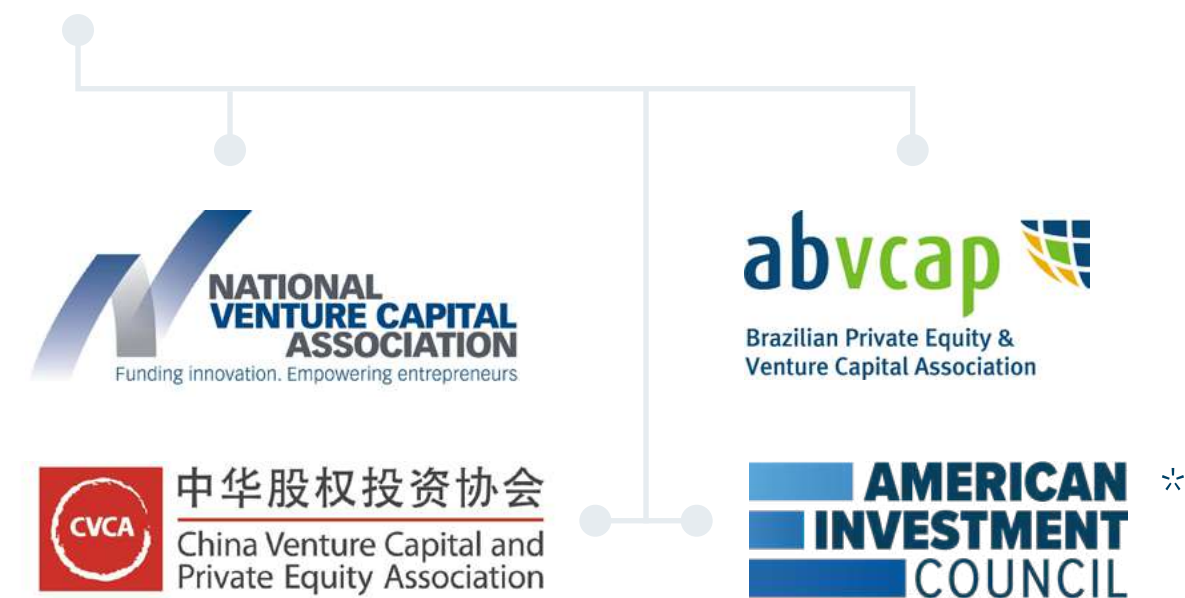 NATIONAL
VENTURE CAPITAL
ASSOCIATION
Funding innovation. Empowering entrepreneurs
abvcap
Brazilian Private Equity &
Venture Capital Association
CVCA
中华股权投资协会
China Venture Capital and
Private Equity Association
AMERICAN
INVESTMENT
COUNCIL